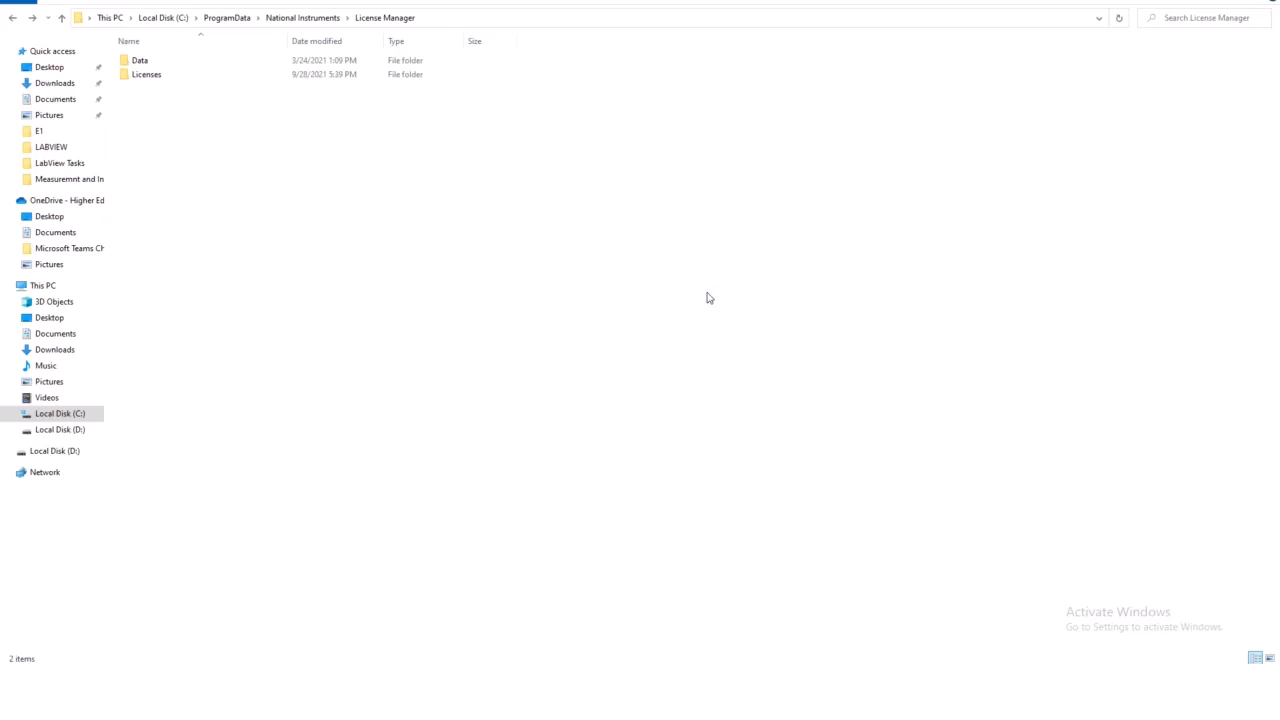 This PC > Local Disk (C:) > ProgramData > National Instruments > License Manager
Search License Manager
Name Date modified Type Size
Data 3/24/2021 1:09 PM File folder
Licenses 9/28/2021 5:39 PM File folder
Quick access
Desktop
Downloads
Documents
Pictures
E1
LABVIEW
LabView Tasks
Measuremnt and In
OneDrive - Higher Ed
Desktop
Documents
Microsoft Teams Ch
Pictures
This PC
3D Objects
Desktop
Documents
Downloads
Music
Pictures
Videos
Local Disk (C:)
Local Disk (D:)
Local Disk (D:)
Network
Activate Windows
Go to Settings to activate Windows.
2 items